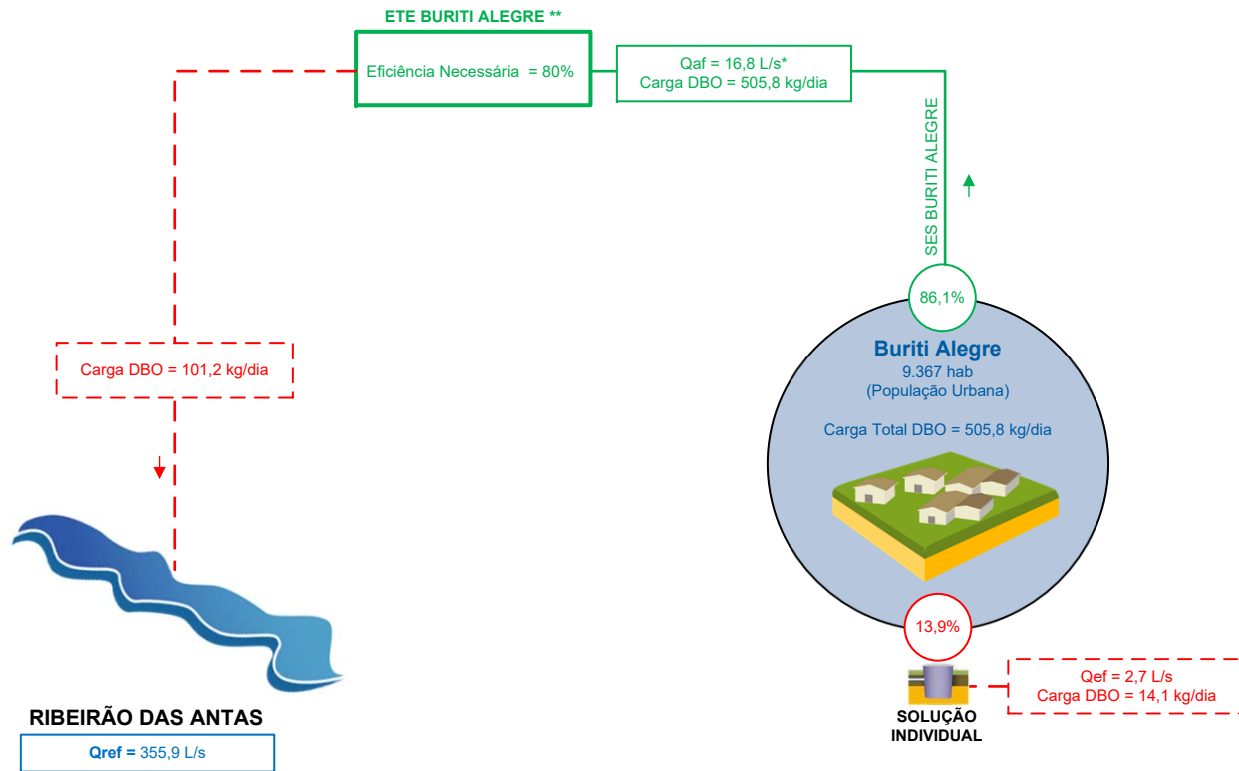 ETE BURITI ALEGRE **
Eficiência Necessária = 80%
Qaf = 16,8 L/s*
Carga DBO = 505,8 kg/dia
SES BURITI ALEGRE
86,1%
Buriti Alegre
9.367 hab
(População Urbana)
Carga Total DBO = 505,8 kg/dia
Carga DBO = 101,2 kg/dia
13,9%
Qef = 2,7 L/s
Carga DBO = 14,1 kg/dia
SOLUÇÃO
INDIVIDUAL
RIBEIRÃO DAS ANTAS
Qref = 355,9 L/s